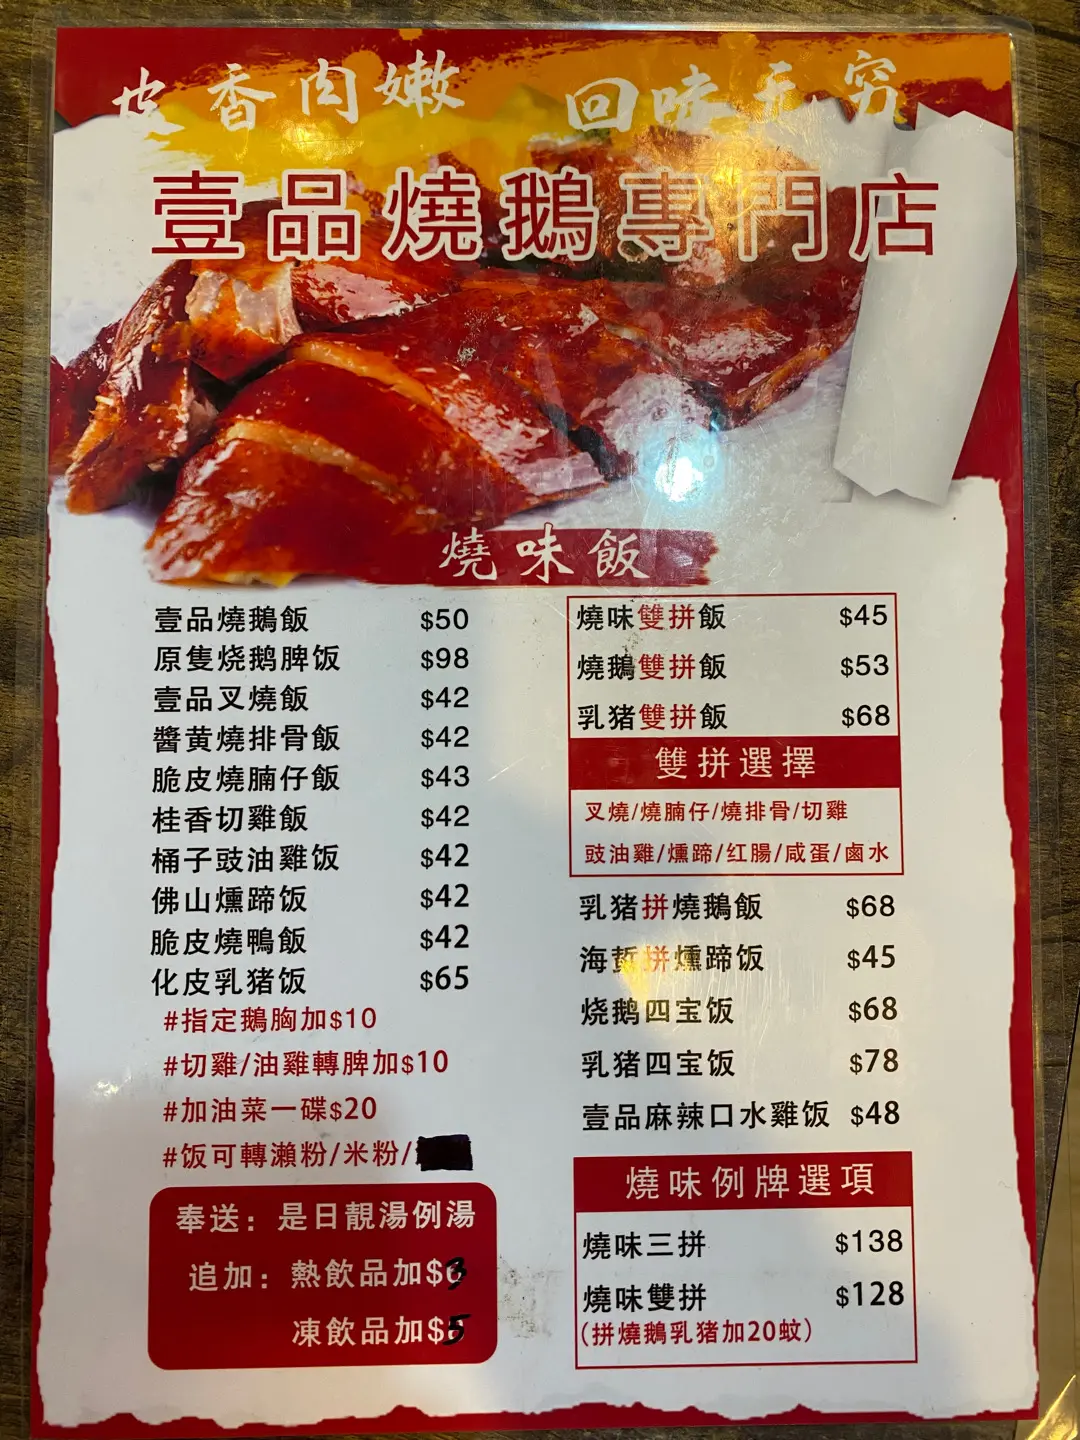 皮香肉嫩 回味无穷
壹品燒鵝專門店
燒味飯
壹品燒鵝飯 $50
原隻烧鹅脾饭 $98
壹品叉燒飯 $42
醬黄燒排骨飯 $42
脆皮燒腩仔飯 $43
桂香切雞飯 $42
桶子豉油雞饭 $42
佛山燻蹄饭 $42
脆皮燒鴨飯 $42
化皮乳猪饭 $65
#指定鵝胸加$10
#切雞/油雞轉脾加$10
#加油菜一碟$20
#饭可轉瀨粉/米粉/
奉送：是日靚湯例湯
追加：熱飲品加$3
凍飲品加$5
燒味雙拼飯 $45
燒鵝雙拼飯 $53
乳猪雙拼飯 $68
雙拼選擇
叉燒/燒腩仔/燒排骨/切雞
豉油雞/燻蹄/红腸/咸蛋/鹵水
乳猪拼燒鵝飯 $68
海蜇拼燻蹄饭 $45
烧鹅四宝饭 $68
乳猪四宝饭 $78
壹品麻辣口水雞饭 $48
燒味例牌選項
燒味三拼 $138
燒味雙拼 $128
(拼燒鵝乳猪加20蚊)